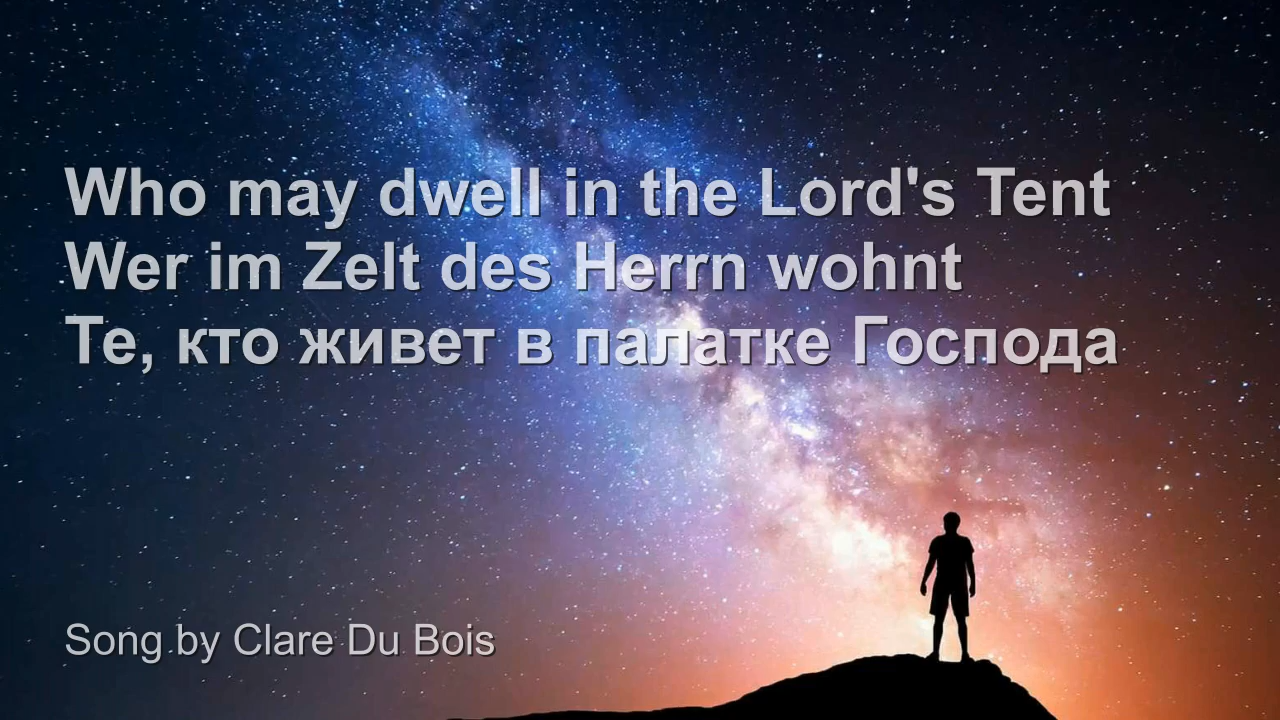 Who may dwell in the Lord's Tent
Wer im Zelt des Herrn wohnt
Те, кто живет в палатке Господа
Song by Clare Du Bois